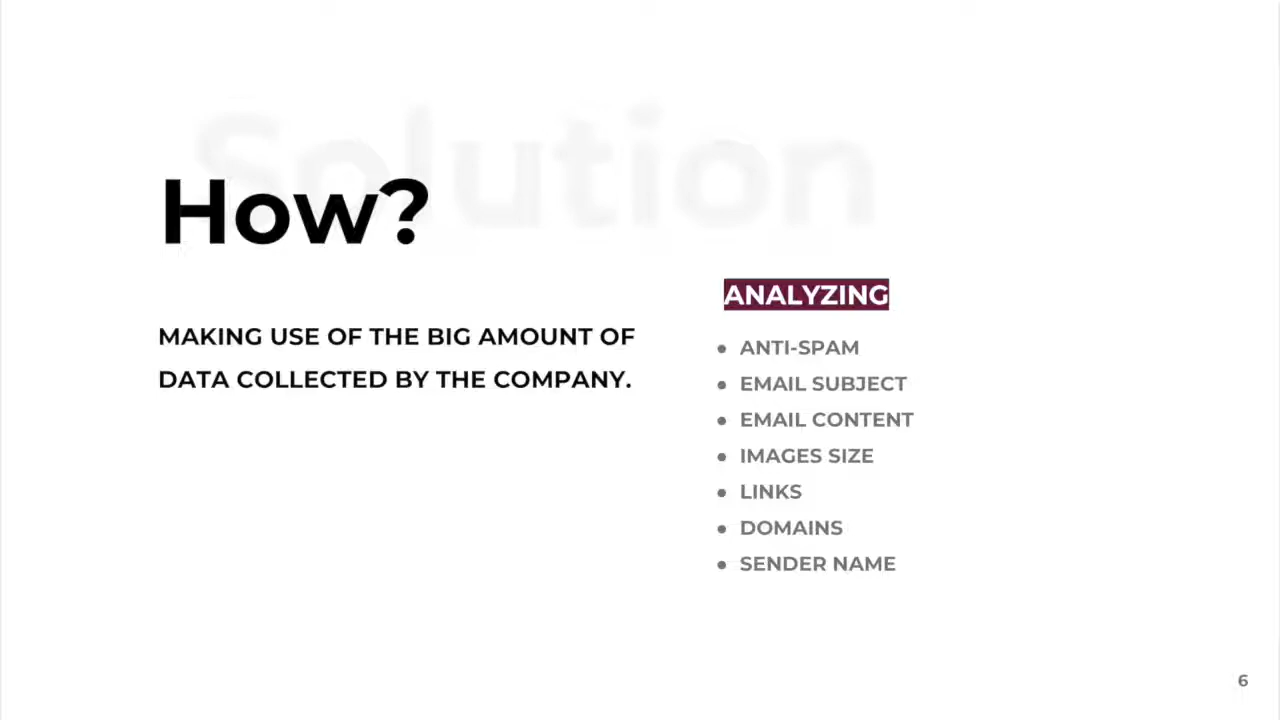 Solution
How?
MAKING USE OF THE BIG AMOUNT OF
DATA COLLECTED BY THE COMPANY.
ANALYZING
● ANTI-SPAM
● EMAIL SUBJECT
● EMAIL CONTENT
● IMAGES SIZE
● LINKS
● DOMAINS
● SENDER NAME
6